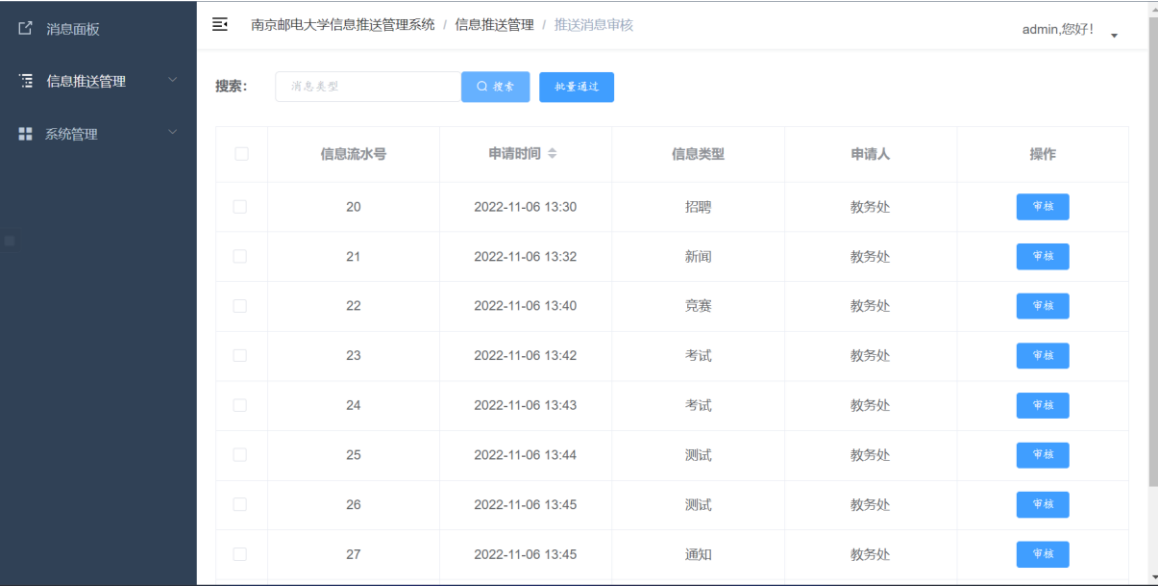 消息面板
信息推送管理
系统管理
南京邮电大学信息推送管理系统 / 信息推送管理 / 推送消息审核
admin,您好!
搜索: 消息类型 搜索 批量通过
信息流水号 申请时间 信息类型 申请人 操作
20 2022-11-06 13:30 招聘 教务处 审核
21 2022-11-06 13:32 新闻 教务处 审核
22 2022-11-06 13:40 竞赛 教务处 审核
23 2022-11-06 13:42 考试 教务处 审核
24 2022-11-06 13:43 考试 教务处 审核
25 2022-11-06 13:44 测试 教务处 审核
26 2022-11-06 13:45 测试 教务处 审核
27 2022-11-06 13:45 通知 教务处 审核